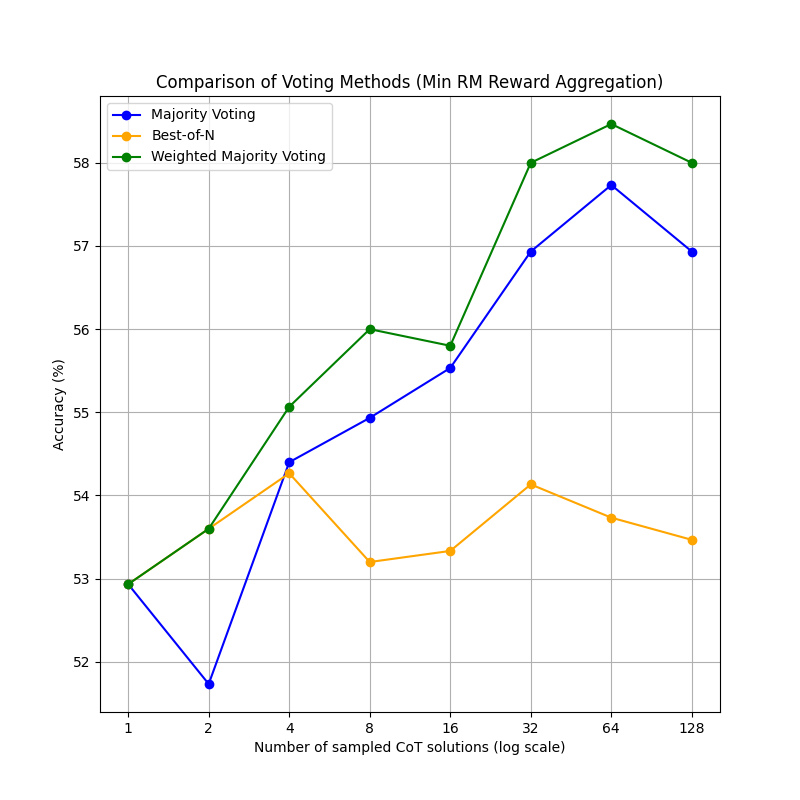 Comparison of Voting Methods (Min RM Reward Aggregation)
Majority Voting
Best-of-N
Weighted Majority Voting
Accuracy (%)
58
57
56
55
54
53
52
1 2 4 8 16 32 64 128
Number of sampled CoT solutions (log scale)